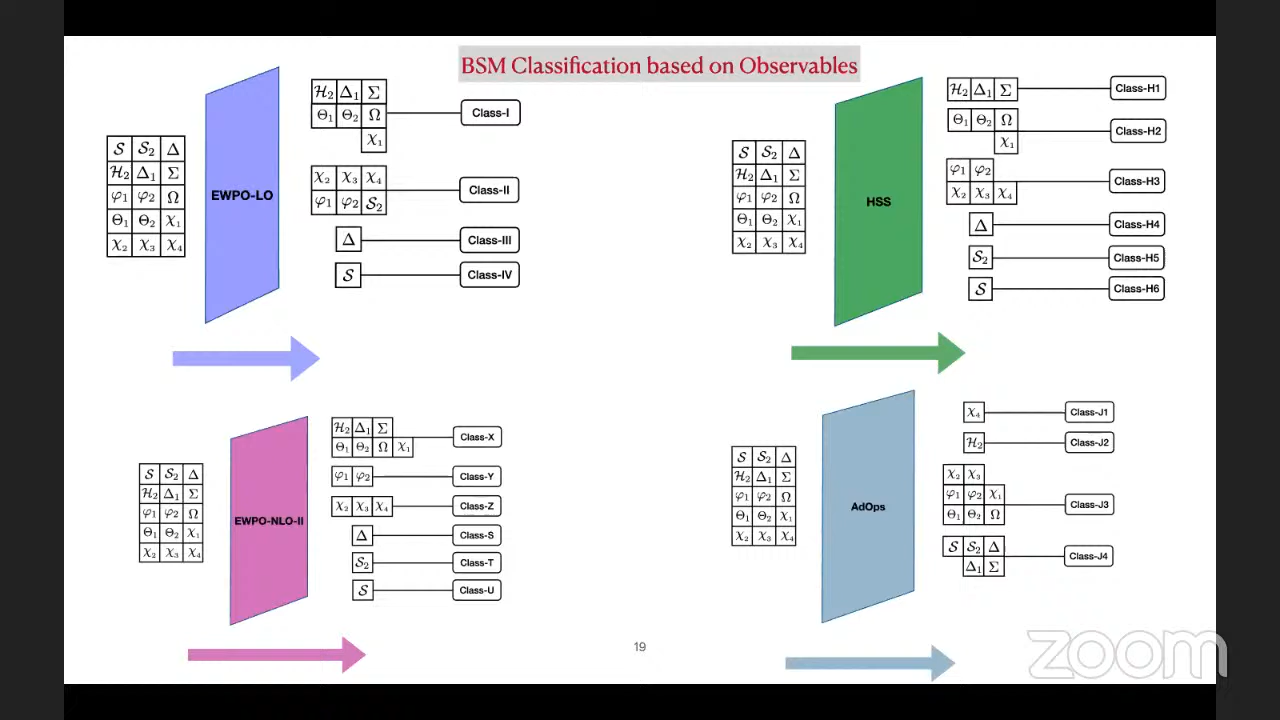 BSM Classification based on Observables
𝒮 𝒮₂ Δ
ℋ₂ Δ₁ Σ
φ₁ φ₂ Ω
Θ₁ Θ₂ χ₁
χ₂ χ₃ χ₄
EWPO-LO
ℋ₂ Δ₁ Σ
Θ₁ Θ₂ Ω
χ₁
Class-I
χ₂ χ₃ χ₄
φ₁ φ₂ 𝒮₂
Class-II
Δ Class-III
𝒮 Class-IV
𝒮 𝒮₂ Δ
ℋ₂ Δ₁ Σ
φ₁ φ₂ Ω
Θ₁ Θ₂ χ₁
χ₂ χ₃ χ₄
HSS
ℋ₂ Δ₁ Σ Class-H1
Θ₁ Θ₂ Ω
χ₁
Class-H2
φ₁ φ₂
χ₂ χ₃ χ₄
Class-H3
Δ Class-H4
𝒮₂ Class-H5
𝒮 Class-H6
𝒮 𝒮₂ Δ
ℋ₂ Δ₁ Σ
φ₁ φ₂ Ω
Θ₁ Θ₂ χ₁
χ₂ χ₃ χ₄
EWPO-NLO-II
ℋ₂ Δ₁ Σ
Θ₁ Θ₂ Ω χ₁
Class-X
φ₁ φ₂ Class-Y
χ₂ χ₃ χ₄ Class-Z
Δ Class-S
𝒮₂ Class-T
𝒮 Class-U
𝒮 𝒮₂ Δ
ℋ₂ Δ₁ Σ
φ₁ φ₂ Ω
Θ₁ Θ₂ χ₁
χ₂ χ₃ χ₄
AdOps
χ₄ Class-J1
ℋ₂ Class-J2
χ₂ χ₃
φ₁ φ₂ χ₁
Θ₁ Θ₂ Ω
Class-J3
𝒮 𝒮₂ Δ
Δ₁ Σ
Class-J4
19
zoom